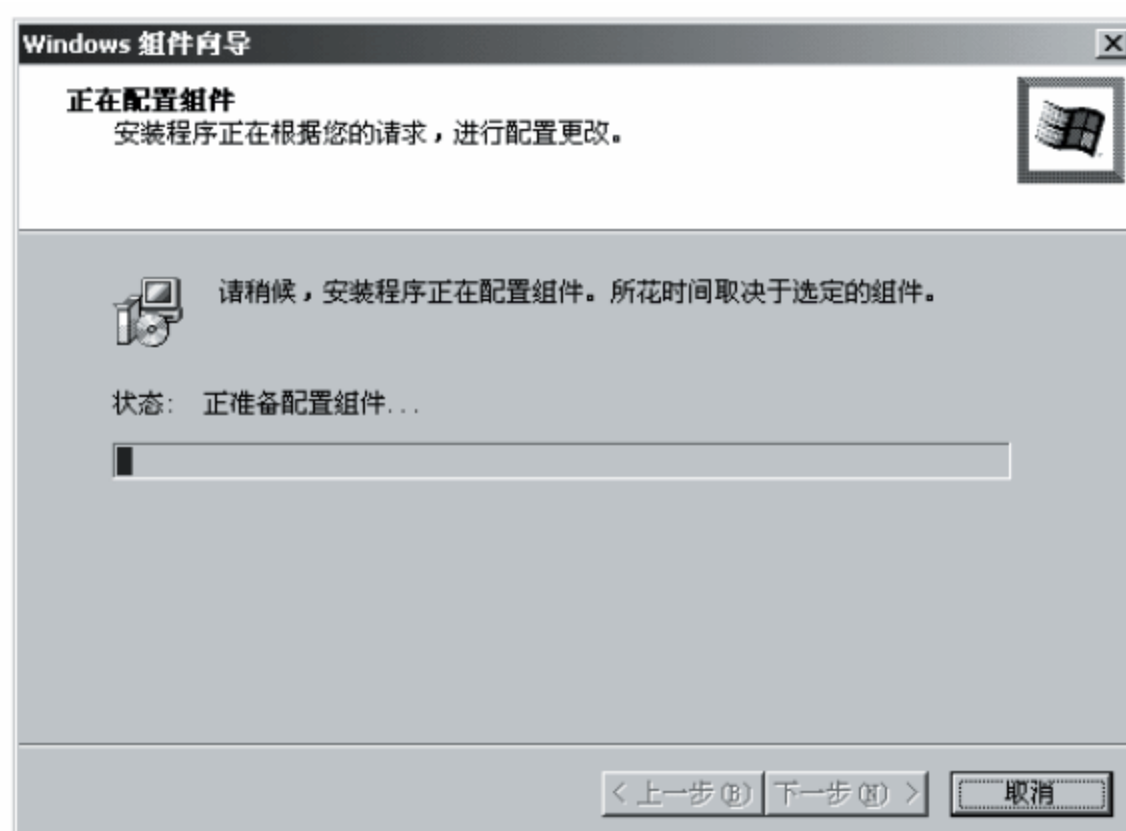 Windows 组件向导
正在配置组件
安装程序正在根据您的请求，进行配置更改。
请稍候，安装程序正在配置组件。所花时间取决于选定的组件。
状态: 正准备配置组件...
< 上一步(B) 下一步(N) > 取消